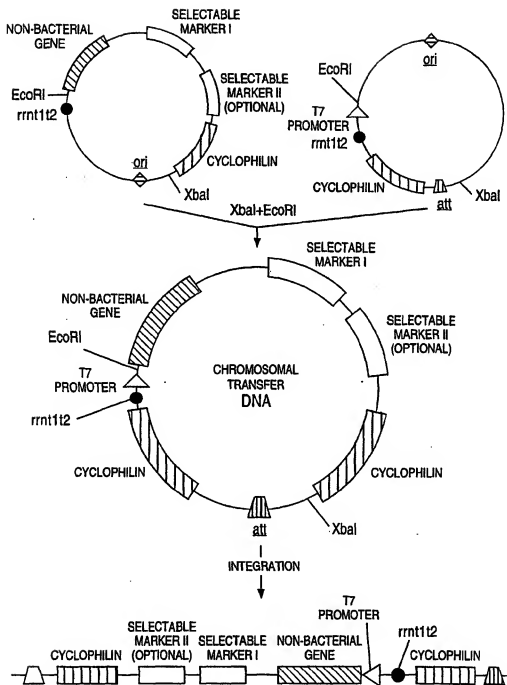 NON-BACTERIAL
GENE
SELECTABLE
MARKER I
EcoRI
rrnt1t2
SELECTABLE
MARKER II
(OPTIONAL)
ori
CYCLOPHILIN
XbaI
ori
EcoRI
T7
PROMOTER
rrnt1t2
CYCLOPHILIN
att
XbaI
XbaI+EcoRI
SELECTABLE
MARKER I
NON-BACTERIAL
GENE
SELECTABLE
MARKER II
(OPTIONAL)
EcoRI
T7
PROMOTER
rrnt1t2
CHROMOSOMAL
TRANSFER
DNA
CYCLOPHILIN
CYCLOPHILIN
att
XbaI
INTEGRATION
T7
PROMOTER
rrnt1t2
CYCLOPHILIN
SELECTABLE
MARKER II
(OPTIONAL)
SELECTABLE
MARKER I
NON-BACTERIAL
GENE
CYCLOPHILIN